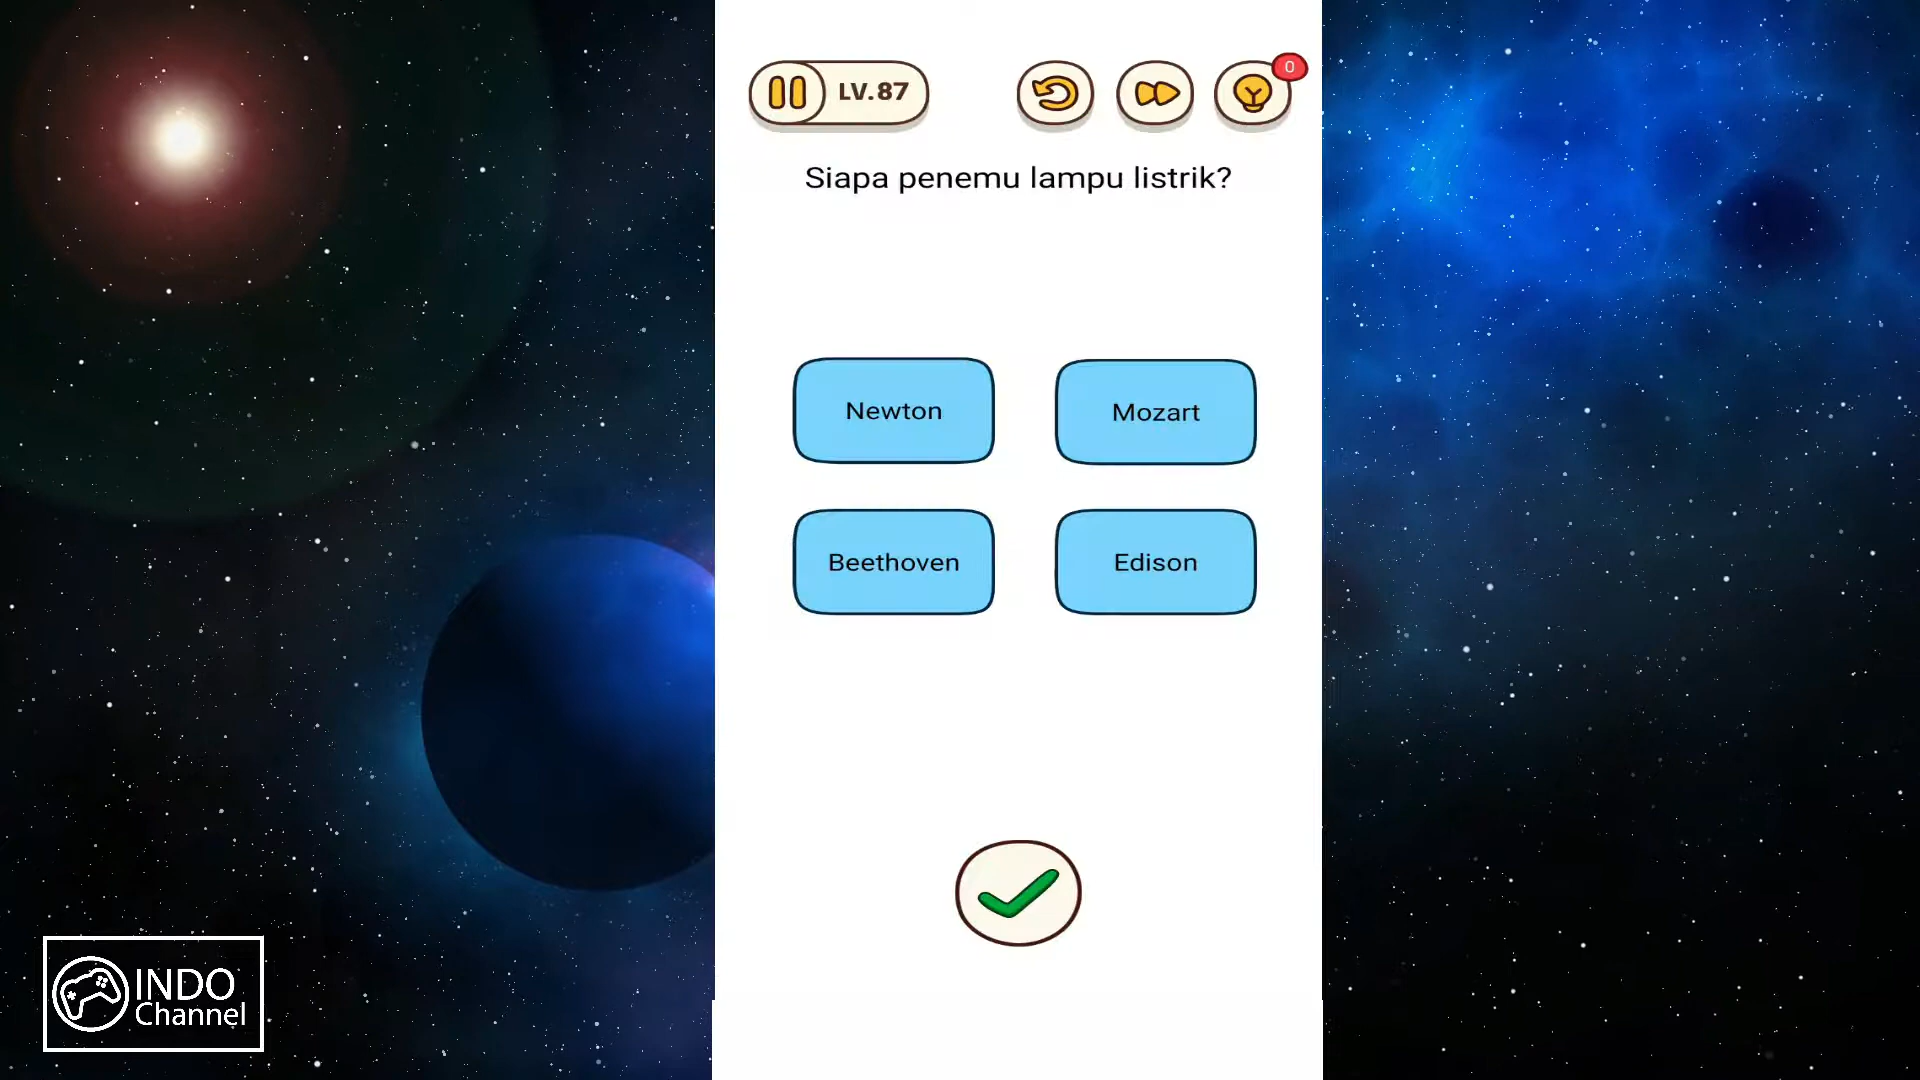 LV.87
0
Siapa penemu lampu listrik?
Newton
Mozart
Beethoven
Edison
INDO
Channel